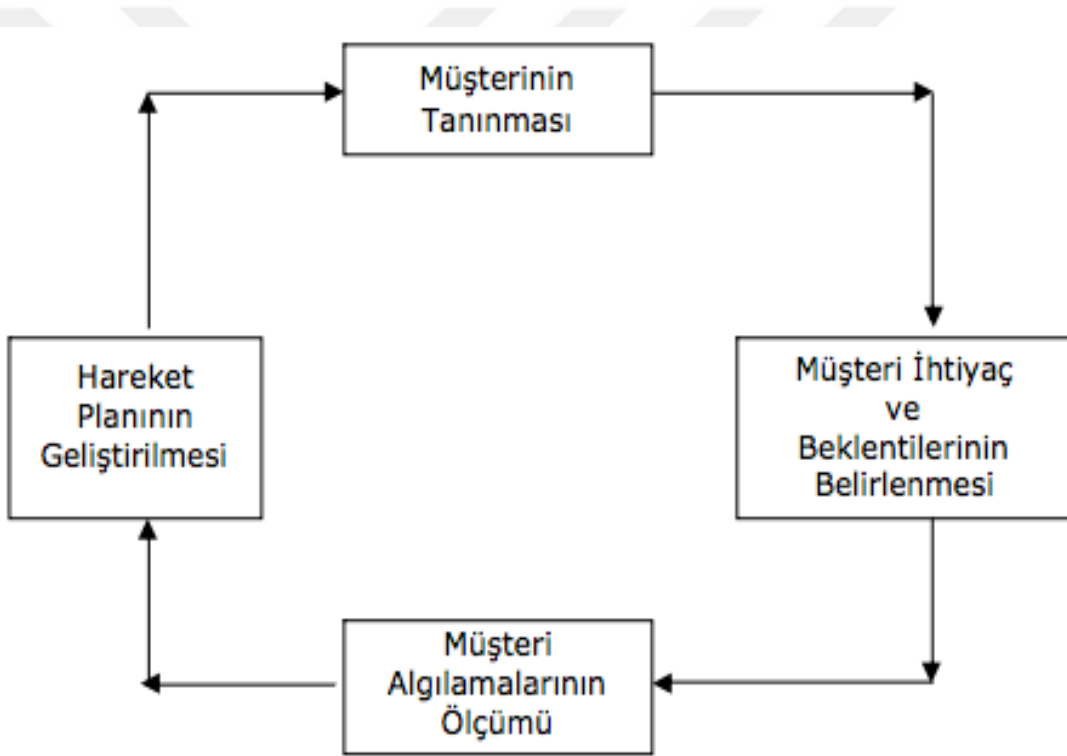 Müşterinin
Tanınması
Müşteri İhtiyaç
ve
Beklentilerinin
Belirlenmesi
Müşteri
Algılamalarının
Ölçümü
Hareket
Planının
Geliştirilmesi